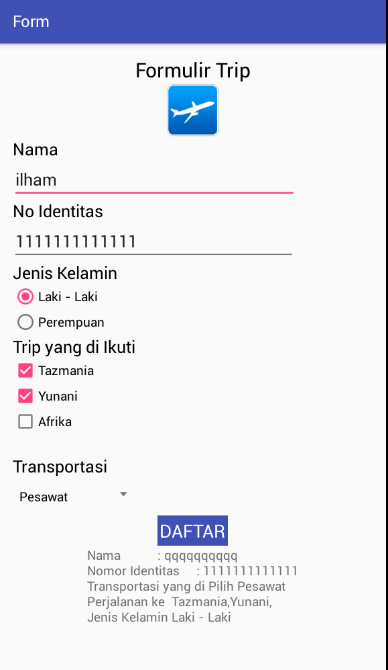 Form
Formulir Trip
Nama
ilham
No Identitas
1111111111111
Jenis Kelamin
Laki - Laki
Perempuan
Trip yang di Ikuti
Tazmania
Yunani
Afrika
Transportasi
Pesawat
DAFTAR
Nama : qqqqqqqqqq
Nomor Identitas : 1111111111111
Transportasi yang di Pilih Pesawat
Perjalanan ke Tazmania,Yunani,
Jenis Kelamin Laki - Laki